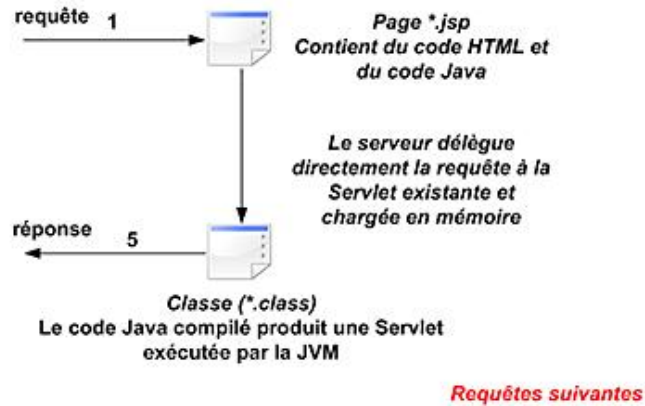 requête 1
Page *.jsp
Contient du code HTML et
du code Java
Le serveur délègue
directement la requête à la
Servlet existante et
chargée en mémoire
réponse 5
Classe (*.class)
Le code Java compilé produit une Servlet
exécutée par la JVM
Requêtes suivantes